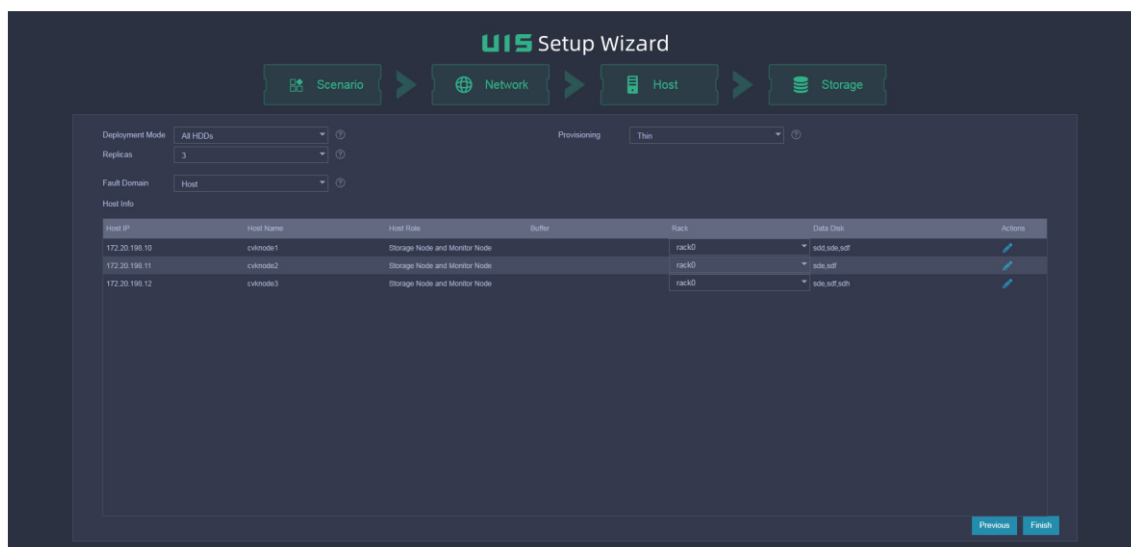 UIS Setup Wizard
Scenario Network Host Storage
Deployment Mode All HDDs Provisioning Thin
Replicas 3
Fault Domain Host
Host Info
Host IP Host Name Host Role Buffer Rack Data Disk Actions
172.20.198.10 cvknode1 Storage Node and Monitor Node rack0 sdd,sde,sdf
172.20.198.11 cvknode2 Storage Node and Monitor Node rack0 sde,sdf
172.20.198.12 cvknode3 Storage Node and Monitor Node rack0 sde,sdf,sdh
Previous Finish